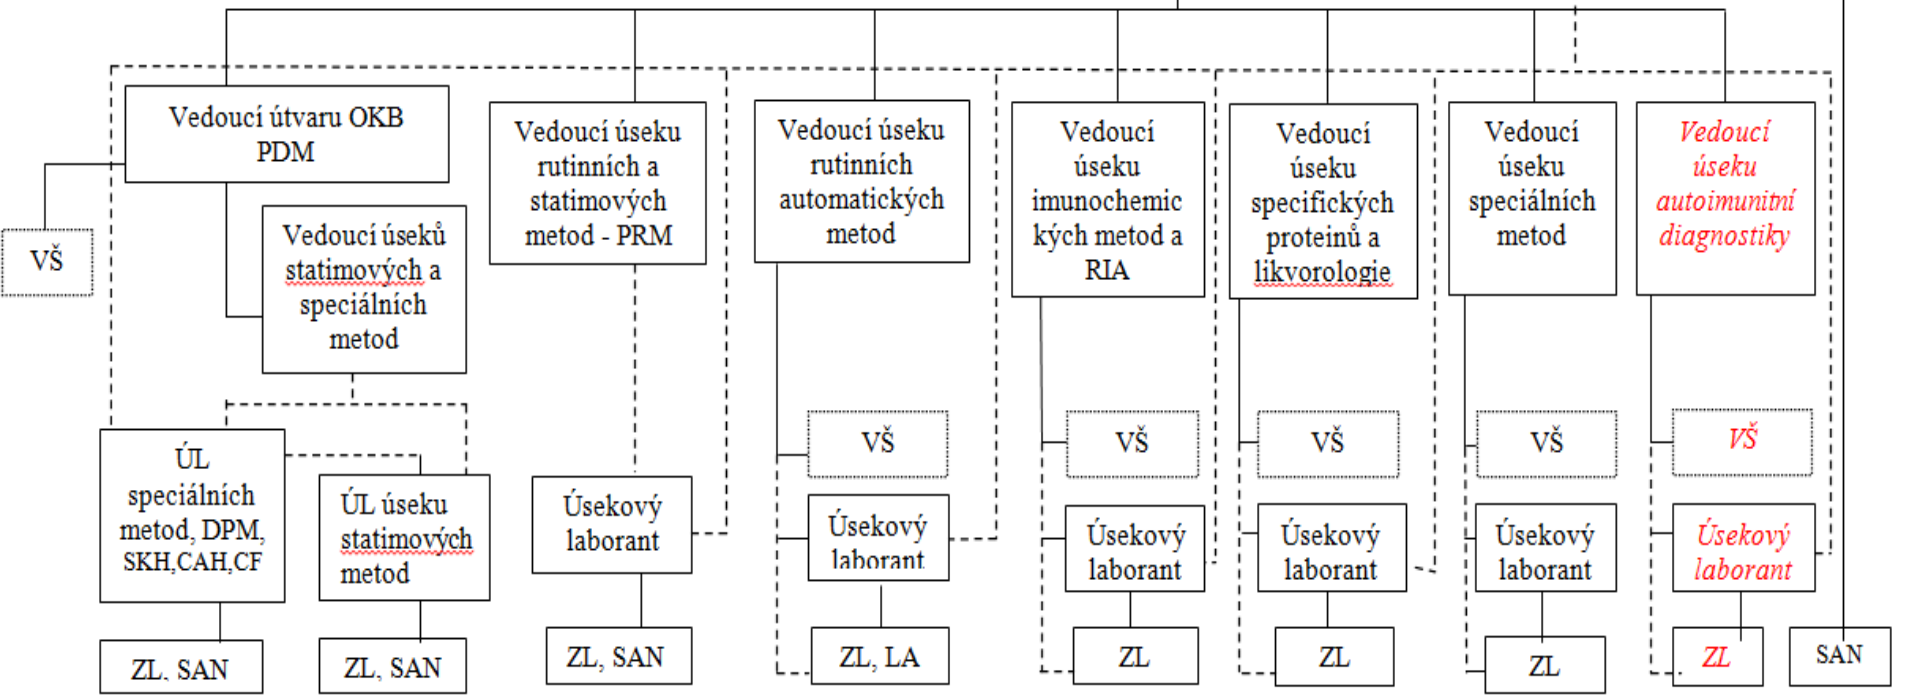 Vedoucí útvaru OKB
PDM
VŠ
Vedoucí úseků
statimových a
speciálních
metod
ÚL
speciálních
metod, DPM,
SKH,CAH,CF
ÚL úseku
statimových
metod
ZL, SAN
ZL, SAN
Vedoucí úseku
rutinních a
statimových
metod - PRM
Úsekový
laborant
ZL, SAN
Vedoucí úseku
rutinních
automatických
metod
VŠ
Úsekový
laborant
ZL, LA
Vedoucí
úseku
imunochemic
kých metod a
RIA
VŠ
Úsekový
laborant
ZL
Vedoucí
úseku
specifických
proteinů a
likvorologie
VŠ
Úsekový
laborant
ZL
Vedoucí
úseku
speciálních
metod
VŠ
Úsekový
laborant
ZL
Vedoucí
úseku
autoimunitní
diagnostiky
VŠ
Úsekový
laborant
ZL
SAN